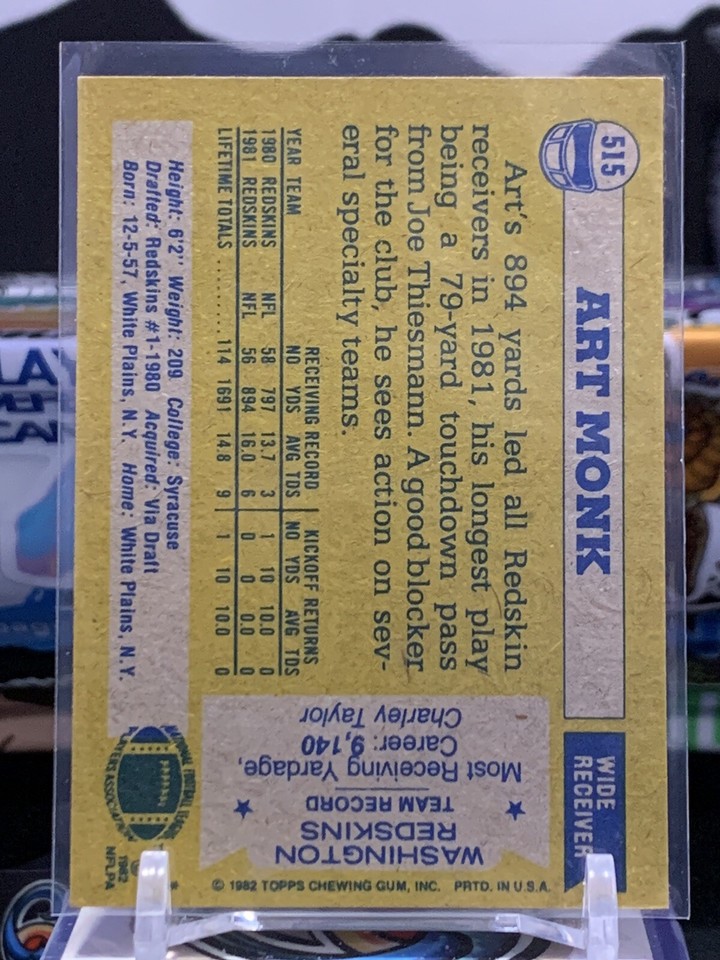 515
ART MONK
WIDE
RECEIVER
Art's 894 yards led all Redskin
receivers in 1981, his longest play
being a 79-yard touchdown pass
from Joe Thiesmann. A good blocker
for the club, he sees action on sev-
eral specialty teams.
RECEIVING RECORD KICKOFF RETURNS
YEAR TEAM NO YDS AVG TDS NO YDS AVG TDS
1980 REDSKINS NFL 58 797 13.7 3 1 10 10.0 0
1981 REDSKINS NFL 56 894 16.0 6 0 0 0.0 0
LIFETIME TOTALS .......... 114 1691 14.8 9 1 10 10.0 0
Height: 6'2" Weight: 209 College: Syracuse
Drafted: Redskins #1-1980 Acquired: Via Draft
Born: 12-5-57, White Plains, N.Y. Home: White Plains, N.Y.
WASHINGTON
REDSKINS
TEAM RECORD
Most Receiving Yardage,
Career: 9,140
Charley Taylor
NATIONAL FOOTBALL LEAGUE
PLAYERS ASSOCIATION
1982
NFLPA
© 1982 TOPPS CHEWING GUM, INC. PRTD. IN U.S.A.